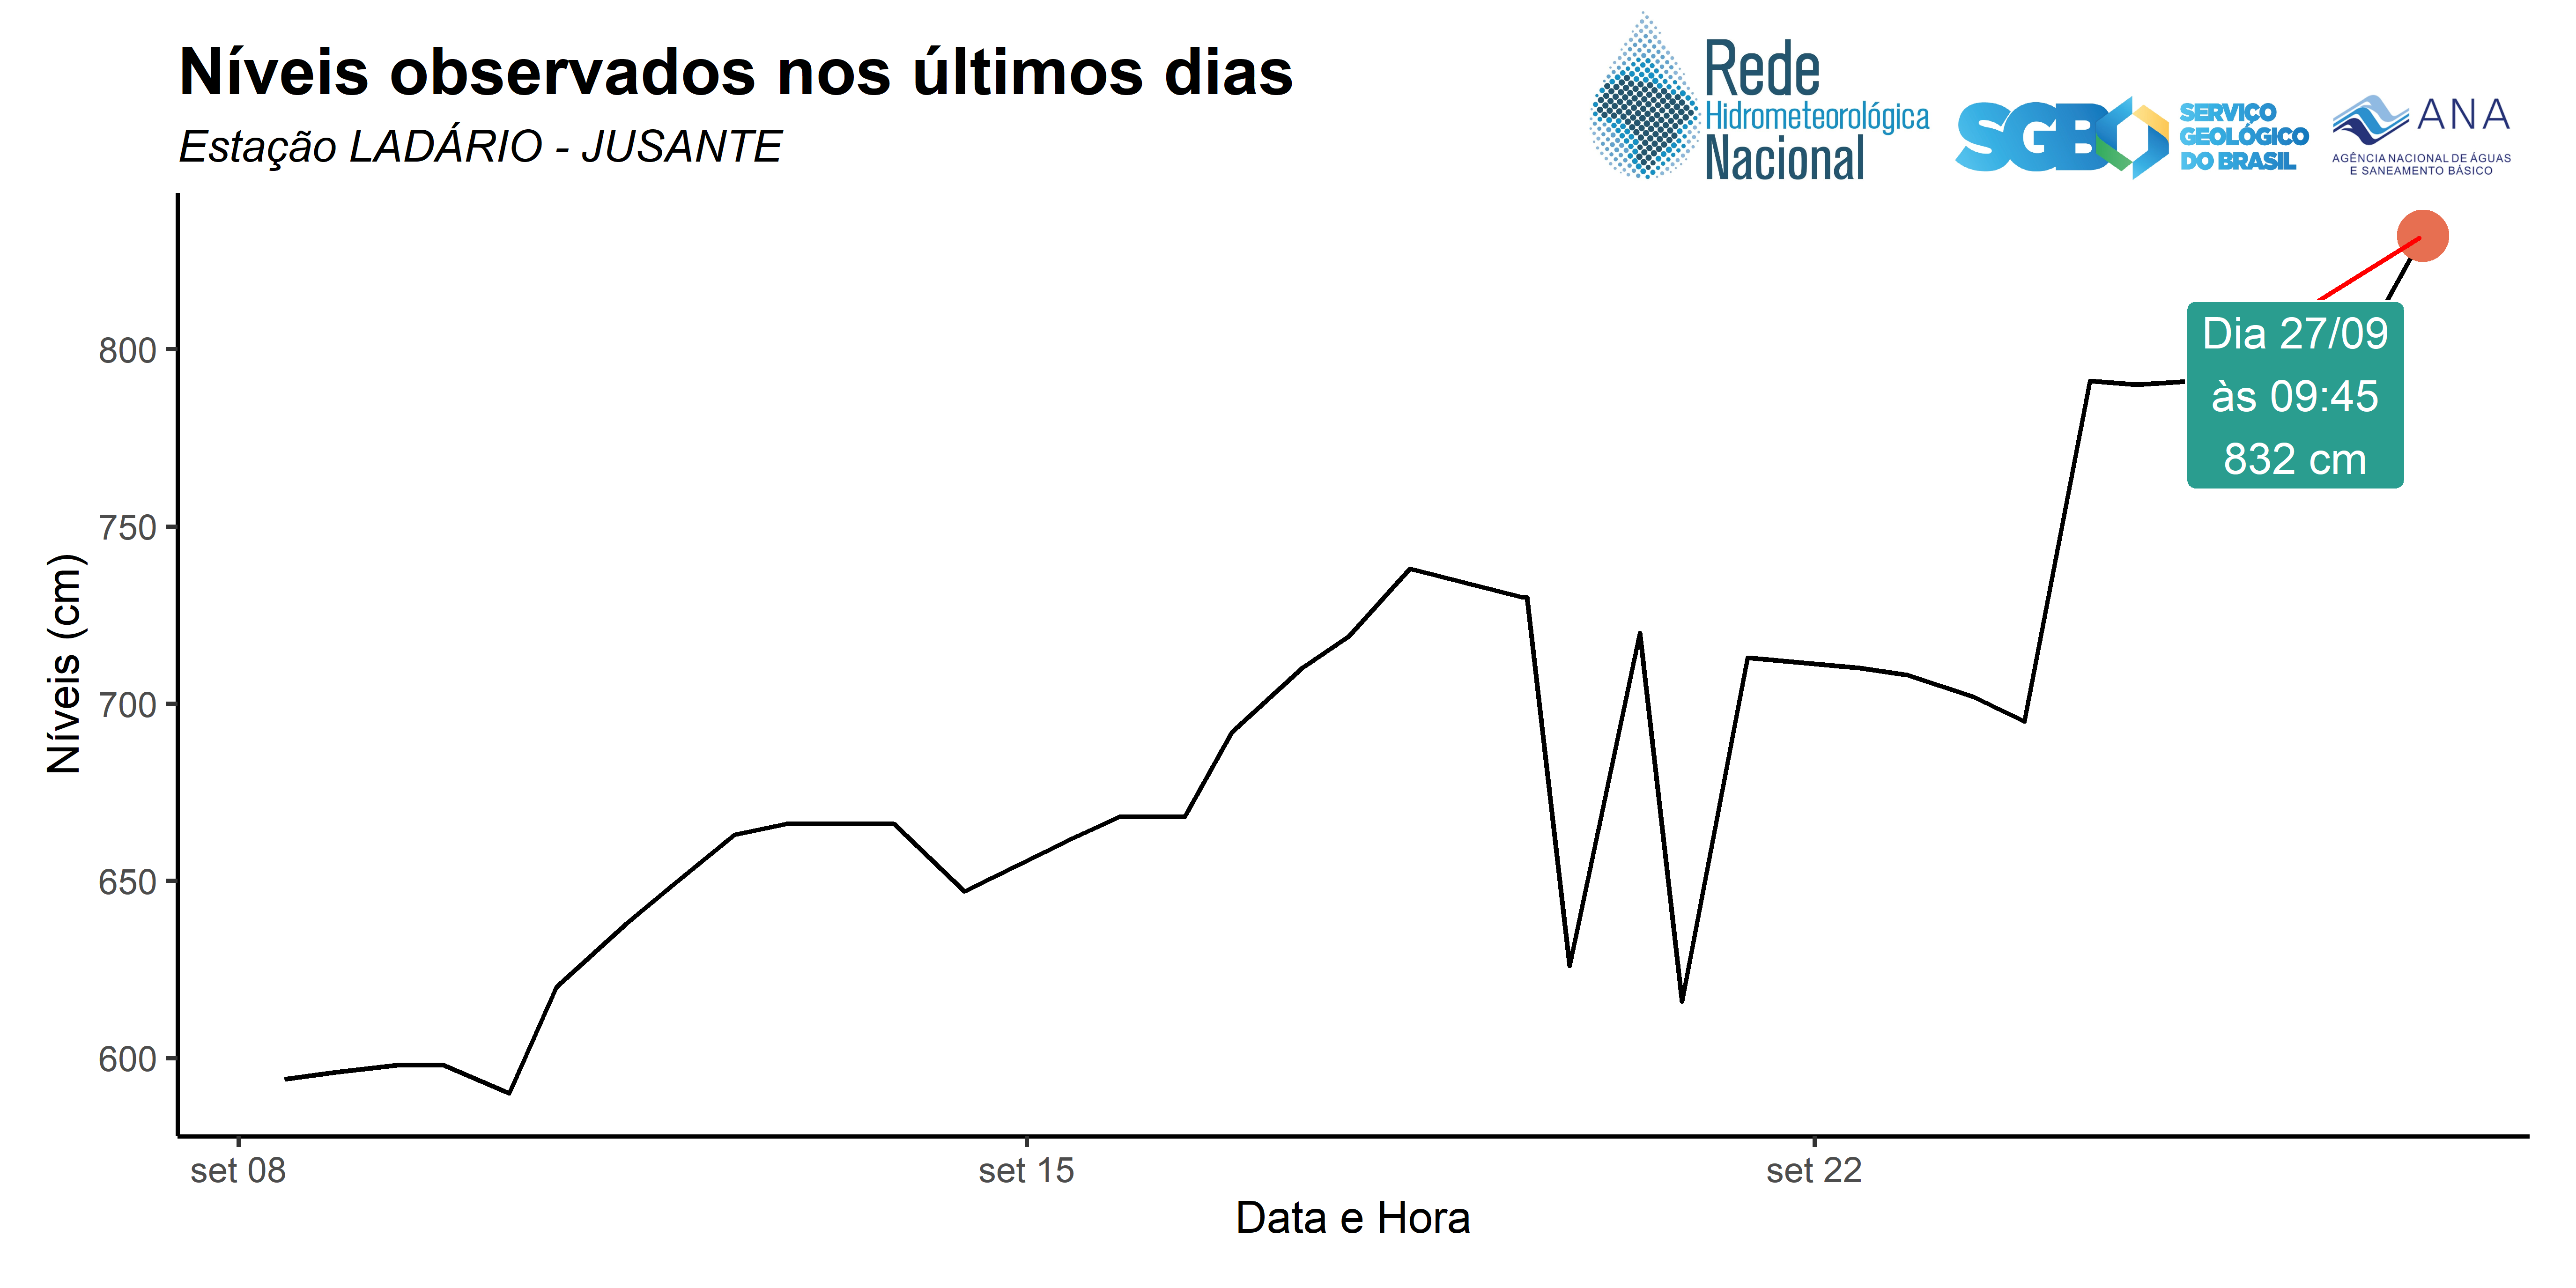 Níveis observados nos últimos dias
Estação LADÁRIO - JUSANTE
Rede
Hidrometeorológica
Nacional
SGB
SERVIÇO
GEOLÓGICO
DO BRASIL
ANA
AGÊNCIA NACIONAL DE ÁGUAS
E SANEAMENTO BÁSICO
Níveis (cm)
800
750
700
650
600
Dia 27/09
às 09:45
832 cm
set 08
set 15
set 22
Data e Hora